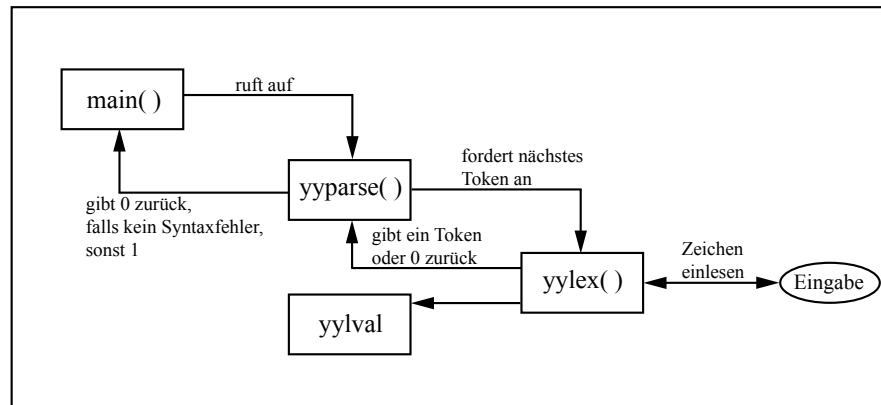 main( )
ruft auf
yyparse( )
fordert nächstes
Token an
gibt 0 zurück,
falls kein Syntaxfehler,
sonst 1
gibt ein Token
oder 0 zurück
yylex( )
Zeichen
einlesen
Eingabe
yylval